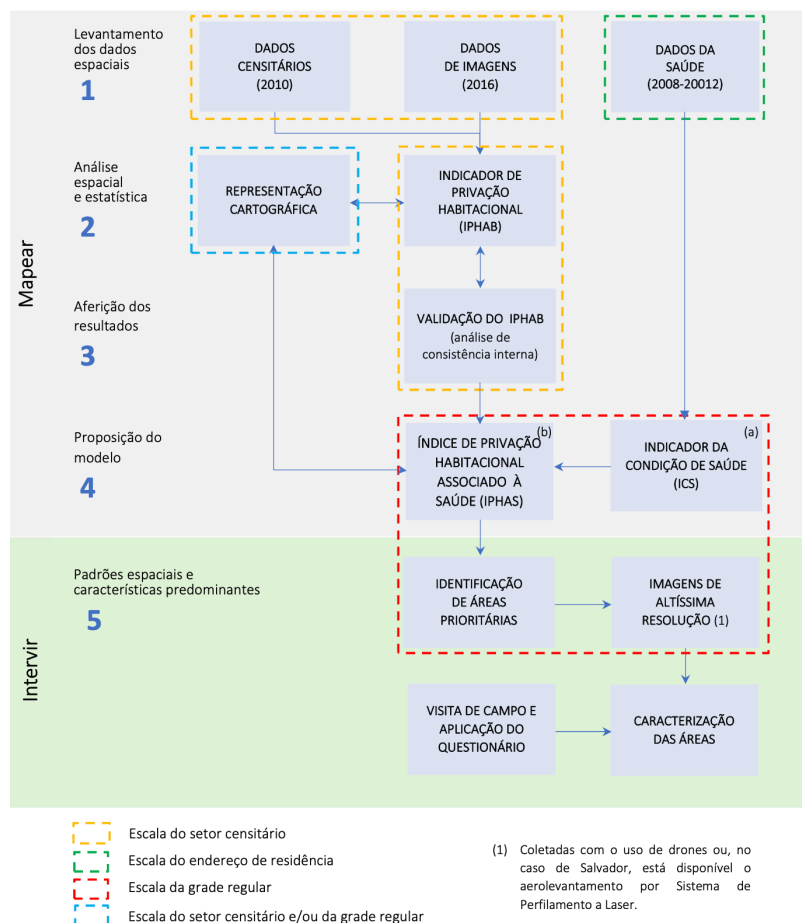 Levantamento
dos dados
espaciais
1
DADOS
CENSITÁRIOS
(2010)
DADOS
DE IMAGENS
(2016)
DADOS DA
SAÚDE
(2008-20012)
Análise
espacial
e estatística
2
REPRESENTAÇÃO
CARTOGRÁFICA
INDICADOR DE
PRIVAÇÃO
HABITACIONAL
(IPHAB)
Mapear
Aferição dos
resultados
3
VALIDAÇÃO DO IPHAB
(análise de
consistência interna)
Proposição do
modelo
4
(b)
ÍNDICE DE PRIVAÇÃO
HABITACIONAL
ASSOCIADO À
SAÚDE (IPHAS)
(a)
INDICADOR DA
CONDIÇÃO DE SAÚDE
(ICS)
Intervir
Padrões espaciais e
características predominantes
5
IDENTIFICAÇÃO
DE ÁREAS
PRIORITÁRIAS
IMAGENS DE
ALTÍSSIMA
RESOLUÇÃO (1)
VISITA DE CAMPO E
APLICAÇÃO DO
QUESTIONÁRIO
CARACTERIZAÇÃO
DAS ÁREAS
Escala do setor censitário
Escala do endereço de residência
Escala da grade regular
Escala do setor censitário e/ou da grade regular
(1) Coletadas com o uso de drones ou, no
caso de Salvador, está disponível o
aerolevantamento por Sistema de
Perfilamento a Laser.